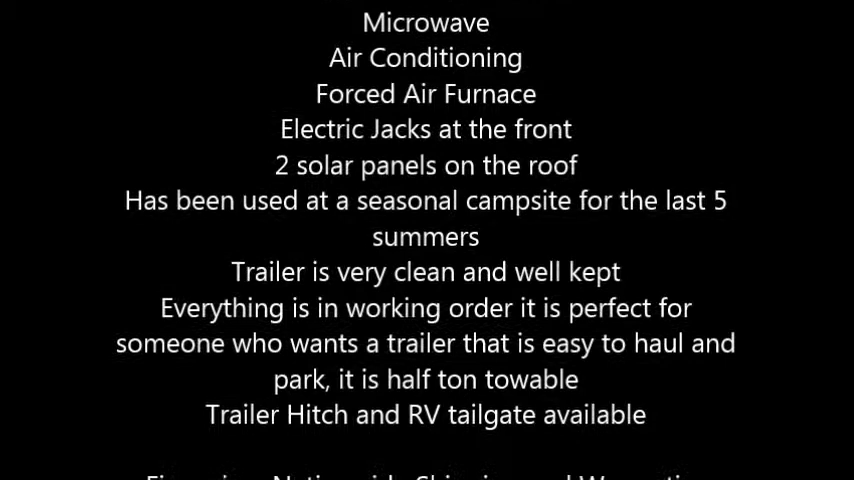 Microwave
Air Conditioning
Forced Air Furnace
Electric Jacks at the front
2 solar panels on the roof
Has been used at a seasonal campsite for the last 5
summers
Trailer is very clean and well kept
Everything is in working order it is perfect for
someone who wants a trailer that is easy to haul and
park, it is half ton towable
Trailer Hitch and RV tailgate available